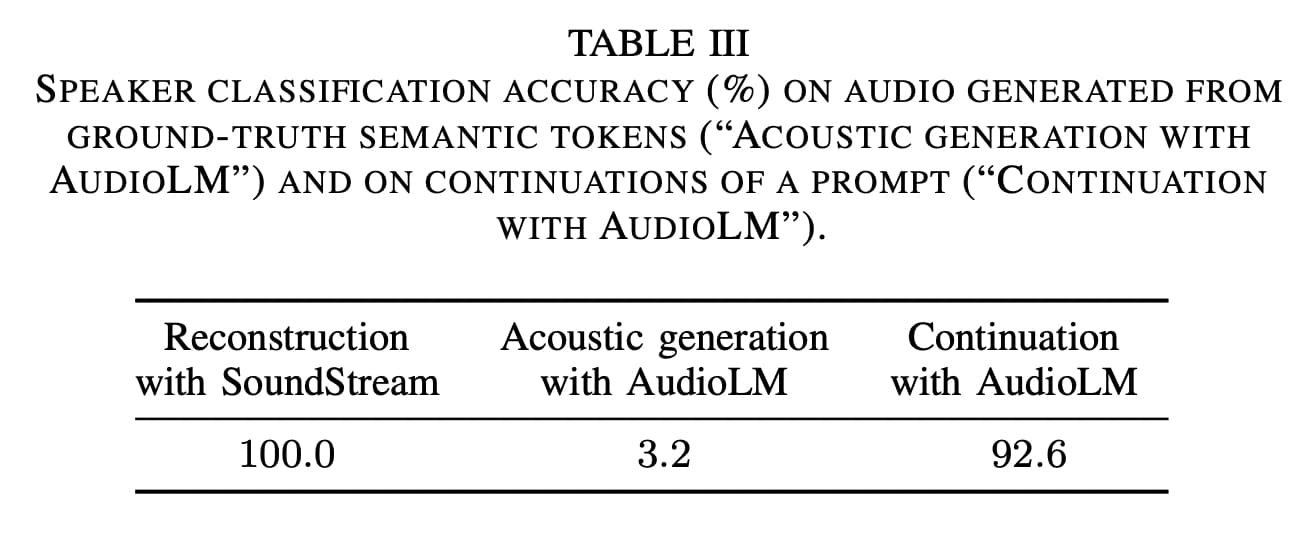 TABLE III
SPEAKER CLASSIFICATION ACCURACY (%) ON AUDIO GENERATED FROM
GROUND-TRUTH SEMANTIC TOKENS (“ACOUSTIC GENERATION WITH
AUDIOLM”) AND ON CONTINUATIONS OF A PROMPT (“CONTINUATION
WITH AUDIOLM”).
Reconstruction Acoustic generation Continuation
with SoundStream with AudioLM with AudioLM
100.0 3.2 92.6